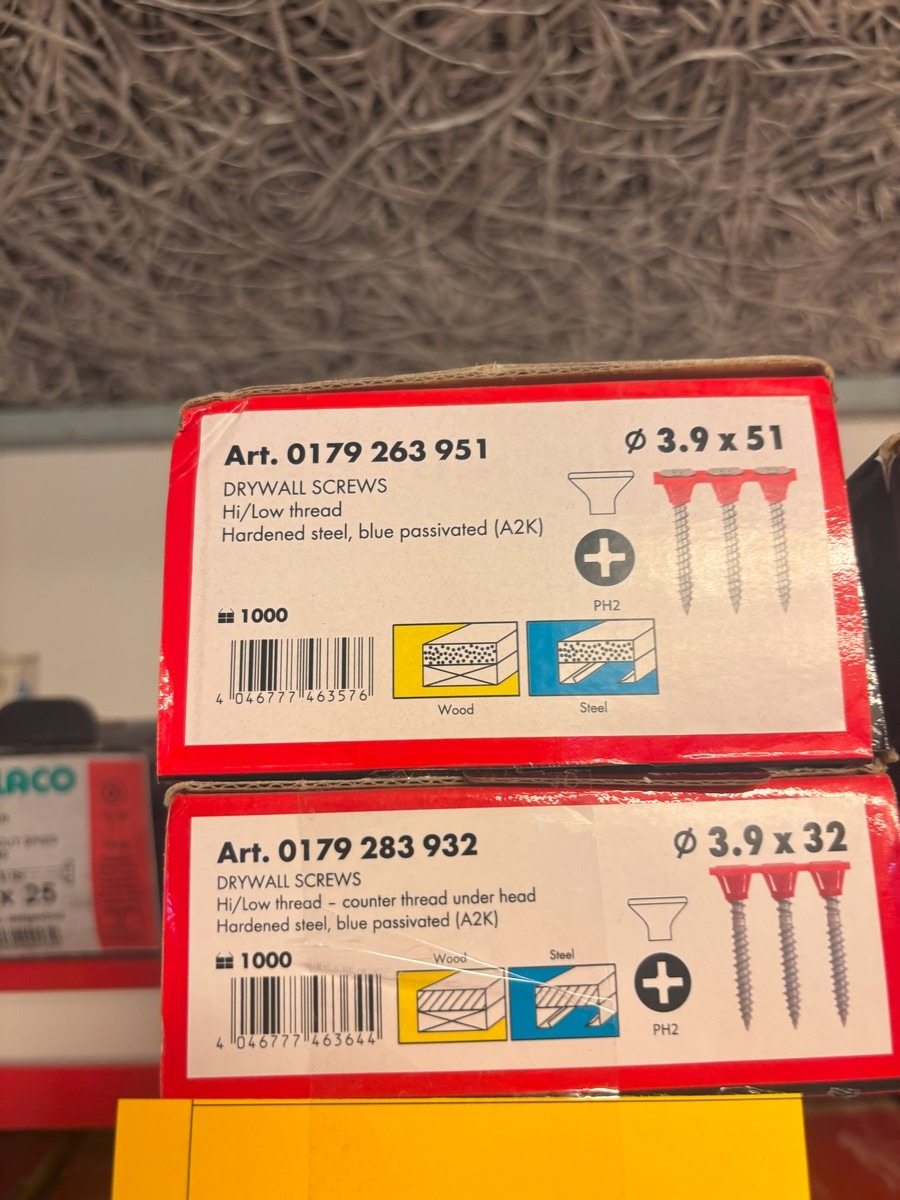 Art. 0179 263 951
Ø 3.9 x 51
DRYWALL SCREWS
Hi/Low thread
Hardened steel, blue passivated (A2K)
PH2
1000
4 046777 463576
Wood
Steel
Art. 0179 283 932
Ø 3.9 x 32
DRYWALL SCREWS
Hi/Low thread – counter thread under head
Hardened steel, blue passivated (A2K)
1000
Wood
Steel
PH2
4 046777 463644
LACO
x 25